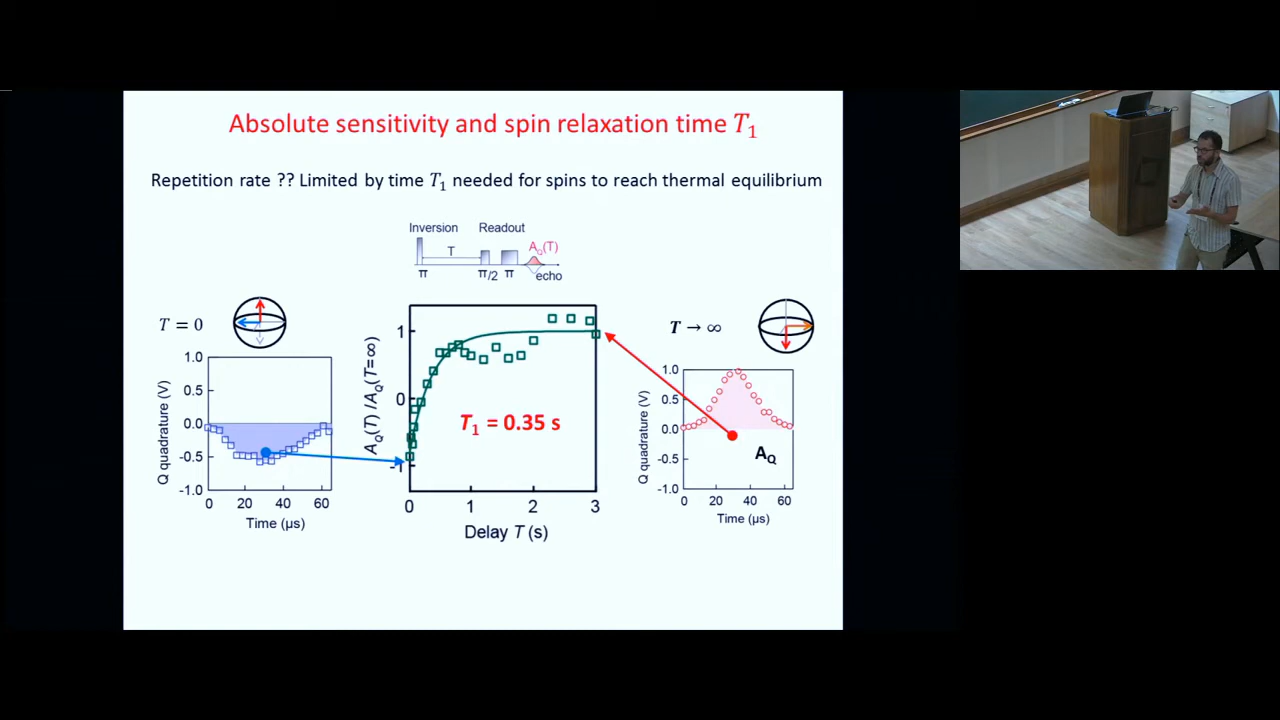 Absolute sensitivity and spin relaxation time T₁
Repetition rate ?? Limited by time T₁ needed for spins to reach thermal equilibrium
Inversion Readout
T
A_Q(T)
π π/2 π echo
T = 0
1.0
0.5
0.0
-0.5
-1.0
Q quadrature (V)
0 20 40 60
Time (µs)
A_Q(T) /A_Q(T=∞)
1
0
-1
T₁ = 0.35 s
0 1 2 3
Delay T (s)
T → ∞
1.0
0.5
0.0
-0.5
-1.0
Q quadrature (V)
A_Q
0 20 40 60
Time (µs)